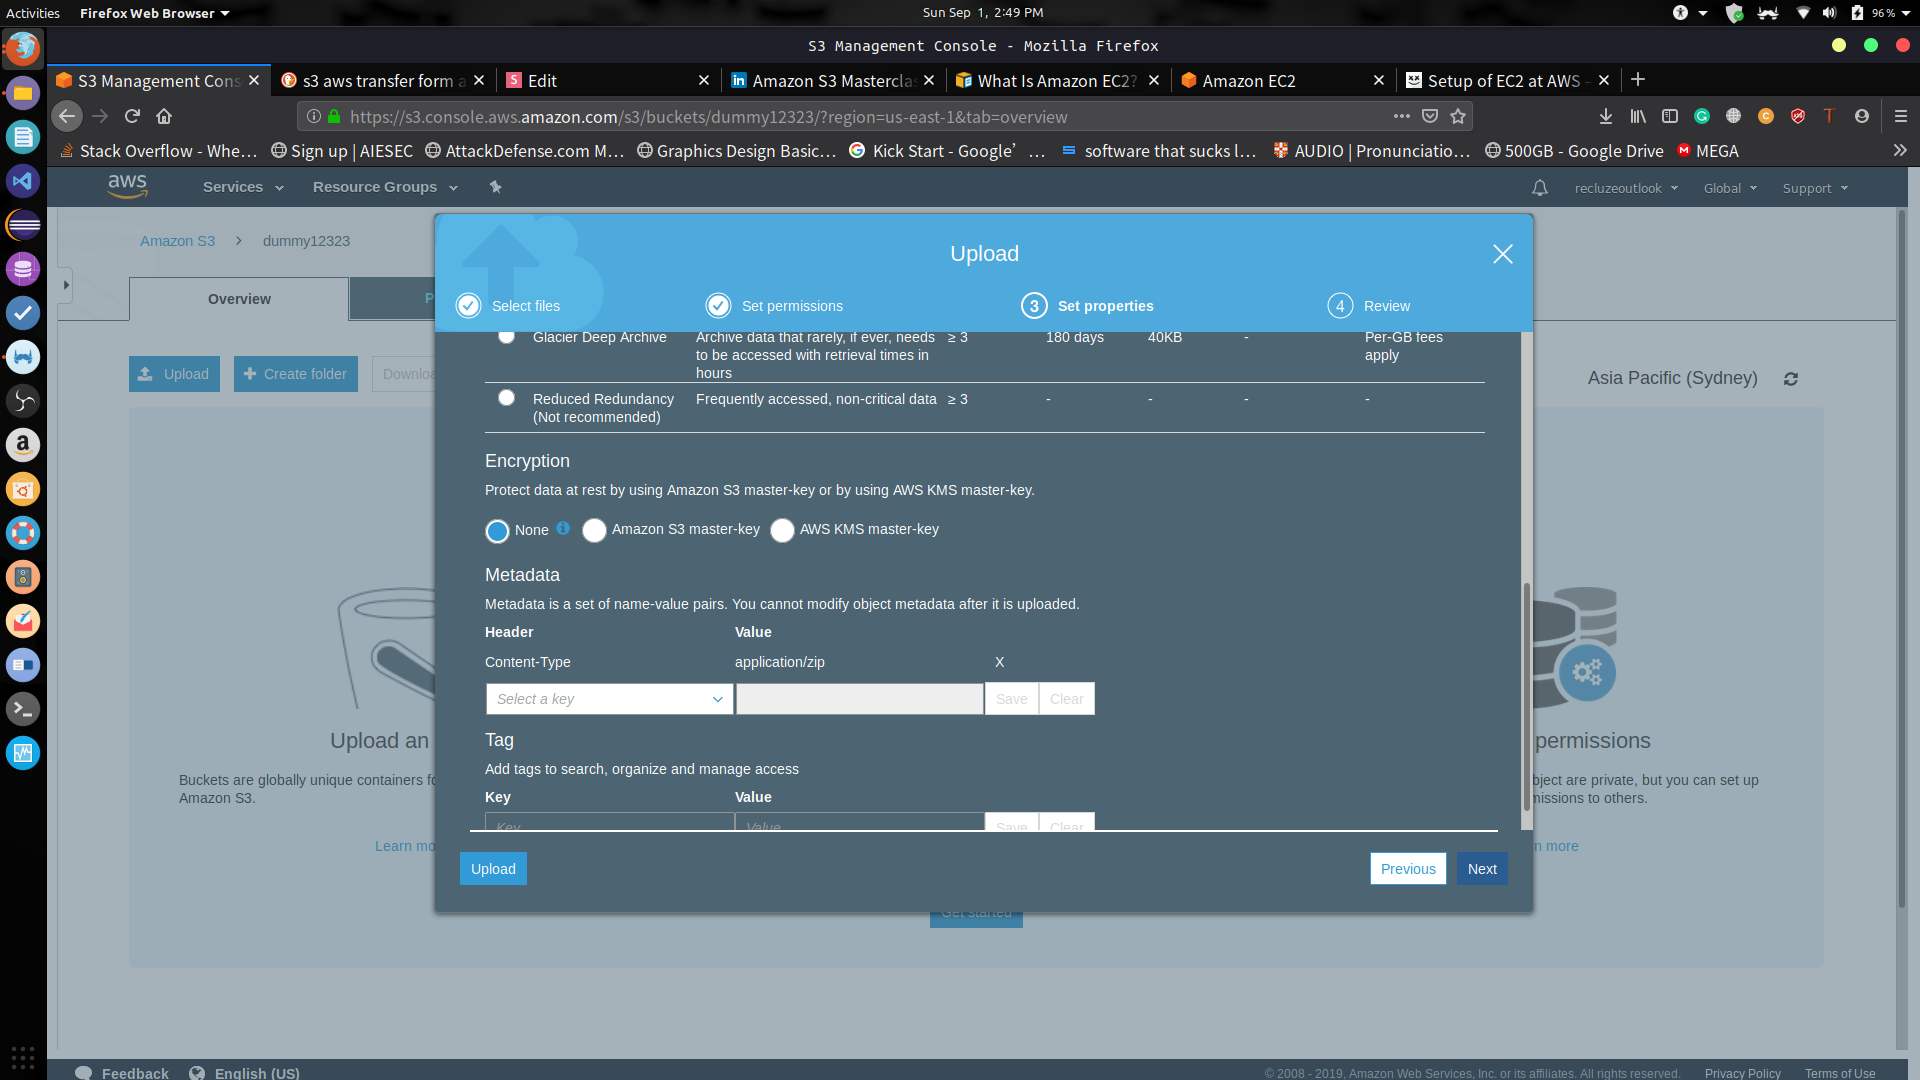 Activities Firefox Web Browser Sun Sep 1, 2:49 PM 96%
S3 Management Console - Mozilla Firefox
S3 Management Cons s3 aws transfer form a Edit Amazon S3 Masterclas What Is Amazon EC2? Amazon EC2 Setup of EC2 at AWS -
https://s3.console.aws.amazon.com/s3/buckets/dummy12323/?region=us-east-1&tab=overview
Stack Overflow - Whe… Sign up | AIESEC AttackDefense.com M… Graphics Design Basic… Kick Start - Google’ … software that sucks l… AUDIO | Pronunciatio… 500GB - Google Drive MEGA
aws Services Resource Groups recluzeoutlook Global Support
Amazon S3 dummy12323
Upload
Overview P
Select files Set permissions 3 Set properties 4 Review
Glacier Deep Archive Archive data that rarely, if ever, needs ≥ 3 180 days 40KB - Per-GB fees
to be accessed with retrieval times in apply
hours
Upload Create folder Downlo
Asia Pacific (Sydney)
Reduced Redundancy Frequently accessed, non-critical data ≥ 3 - - - -
(Not recommended)
Encryption
Protect data at rest by using Amazon S3 master-key or by using AWS KMS master-key.
None Amazon S3 master-key AWS KMS master-key
Metadata
Metadata is a set of name-value pairs. You cannot modify object metadata after it is uploaded.
Header Value
Content-Type application/zip X
Select a key Save Clear
Tag
Add tags to search, organize and manage access
Key Value
Key Value Save Clear
Upload an
Buckets are globally unique containers fo
Amazon S3.
Learn mo
permissions
bject are private, but you can set up
missions to others.
n more
Upload Previous Next
Get started
Feedback English (US) © 2008 - 2019, Amazon Web Services, Inc. or its affiliates. All rights reserved. Privacy Policy Terms of Use